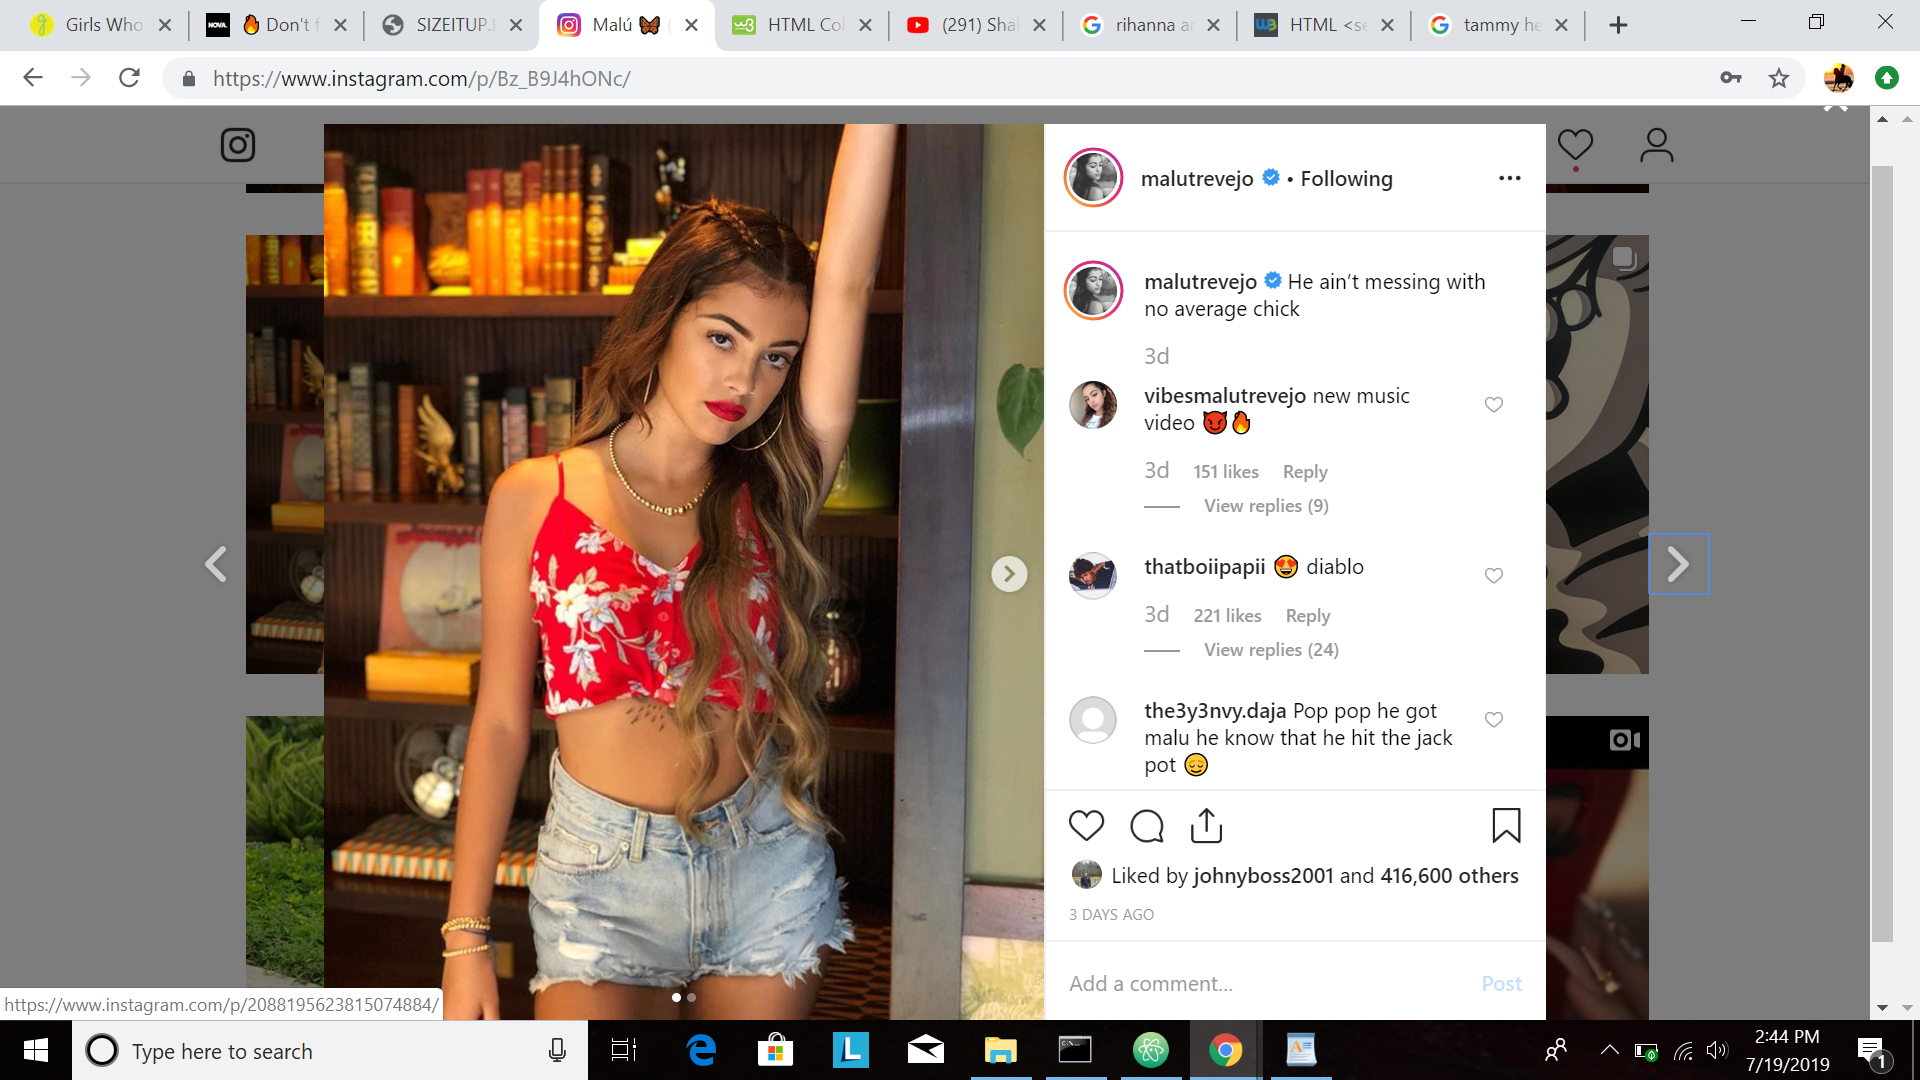 Girls Who
NOVA.
🔥 Don't f
SIZEITUP.
Malú 🦋 (
HTML Col
(291) Shak
rihanna a
HTML <se
tammy he
https://www.instagram.com/p/Bz_B9J4hONc/
malutrevejo • Following
malutrevejo He ain’t messing with
no average chick
3d
vibesmalutrevejo new music
video 😈🔥
3d 151 likes Reply
View replies (9)
thatboiipapii 😍 diablo
3d 221 likes Reply
View replies (24)
the3y3nvy.daja Pop pop he got
malu he know that he hit the jack
pot 😌
Liked by johnyboss2001 and 416,600 others
3 DAYS AGO
Add a comment... Post
https://www.instagram.com/p/2088195623815074884/
Type here to search
2:44 PM
7/19/2019
1